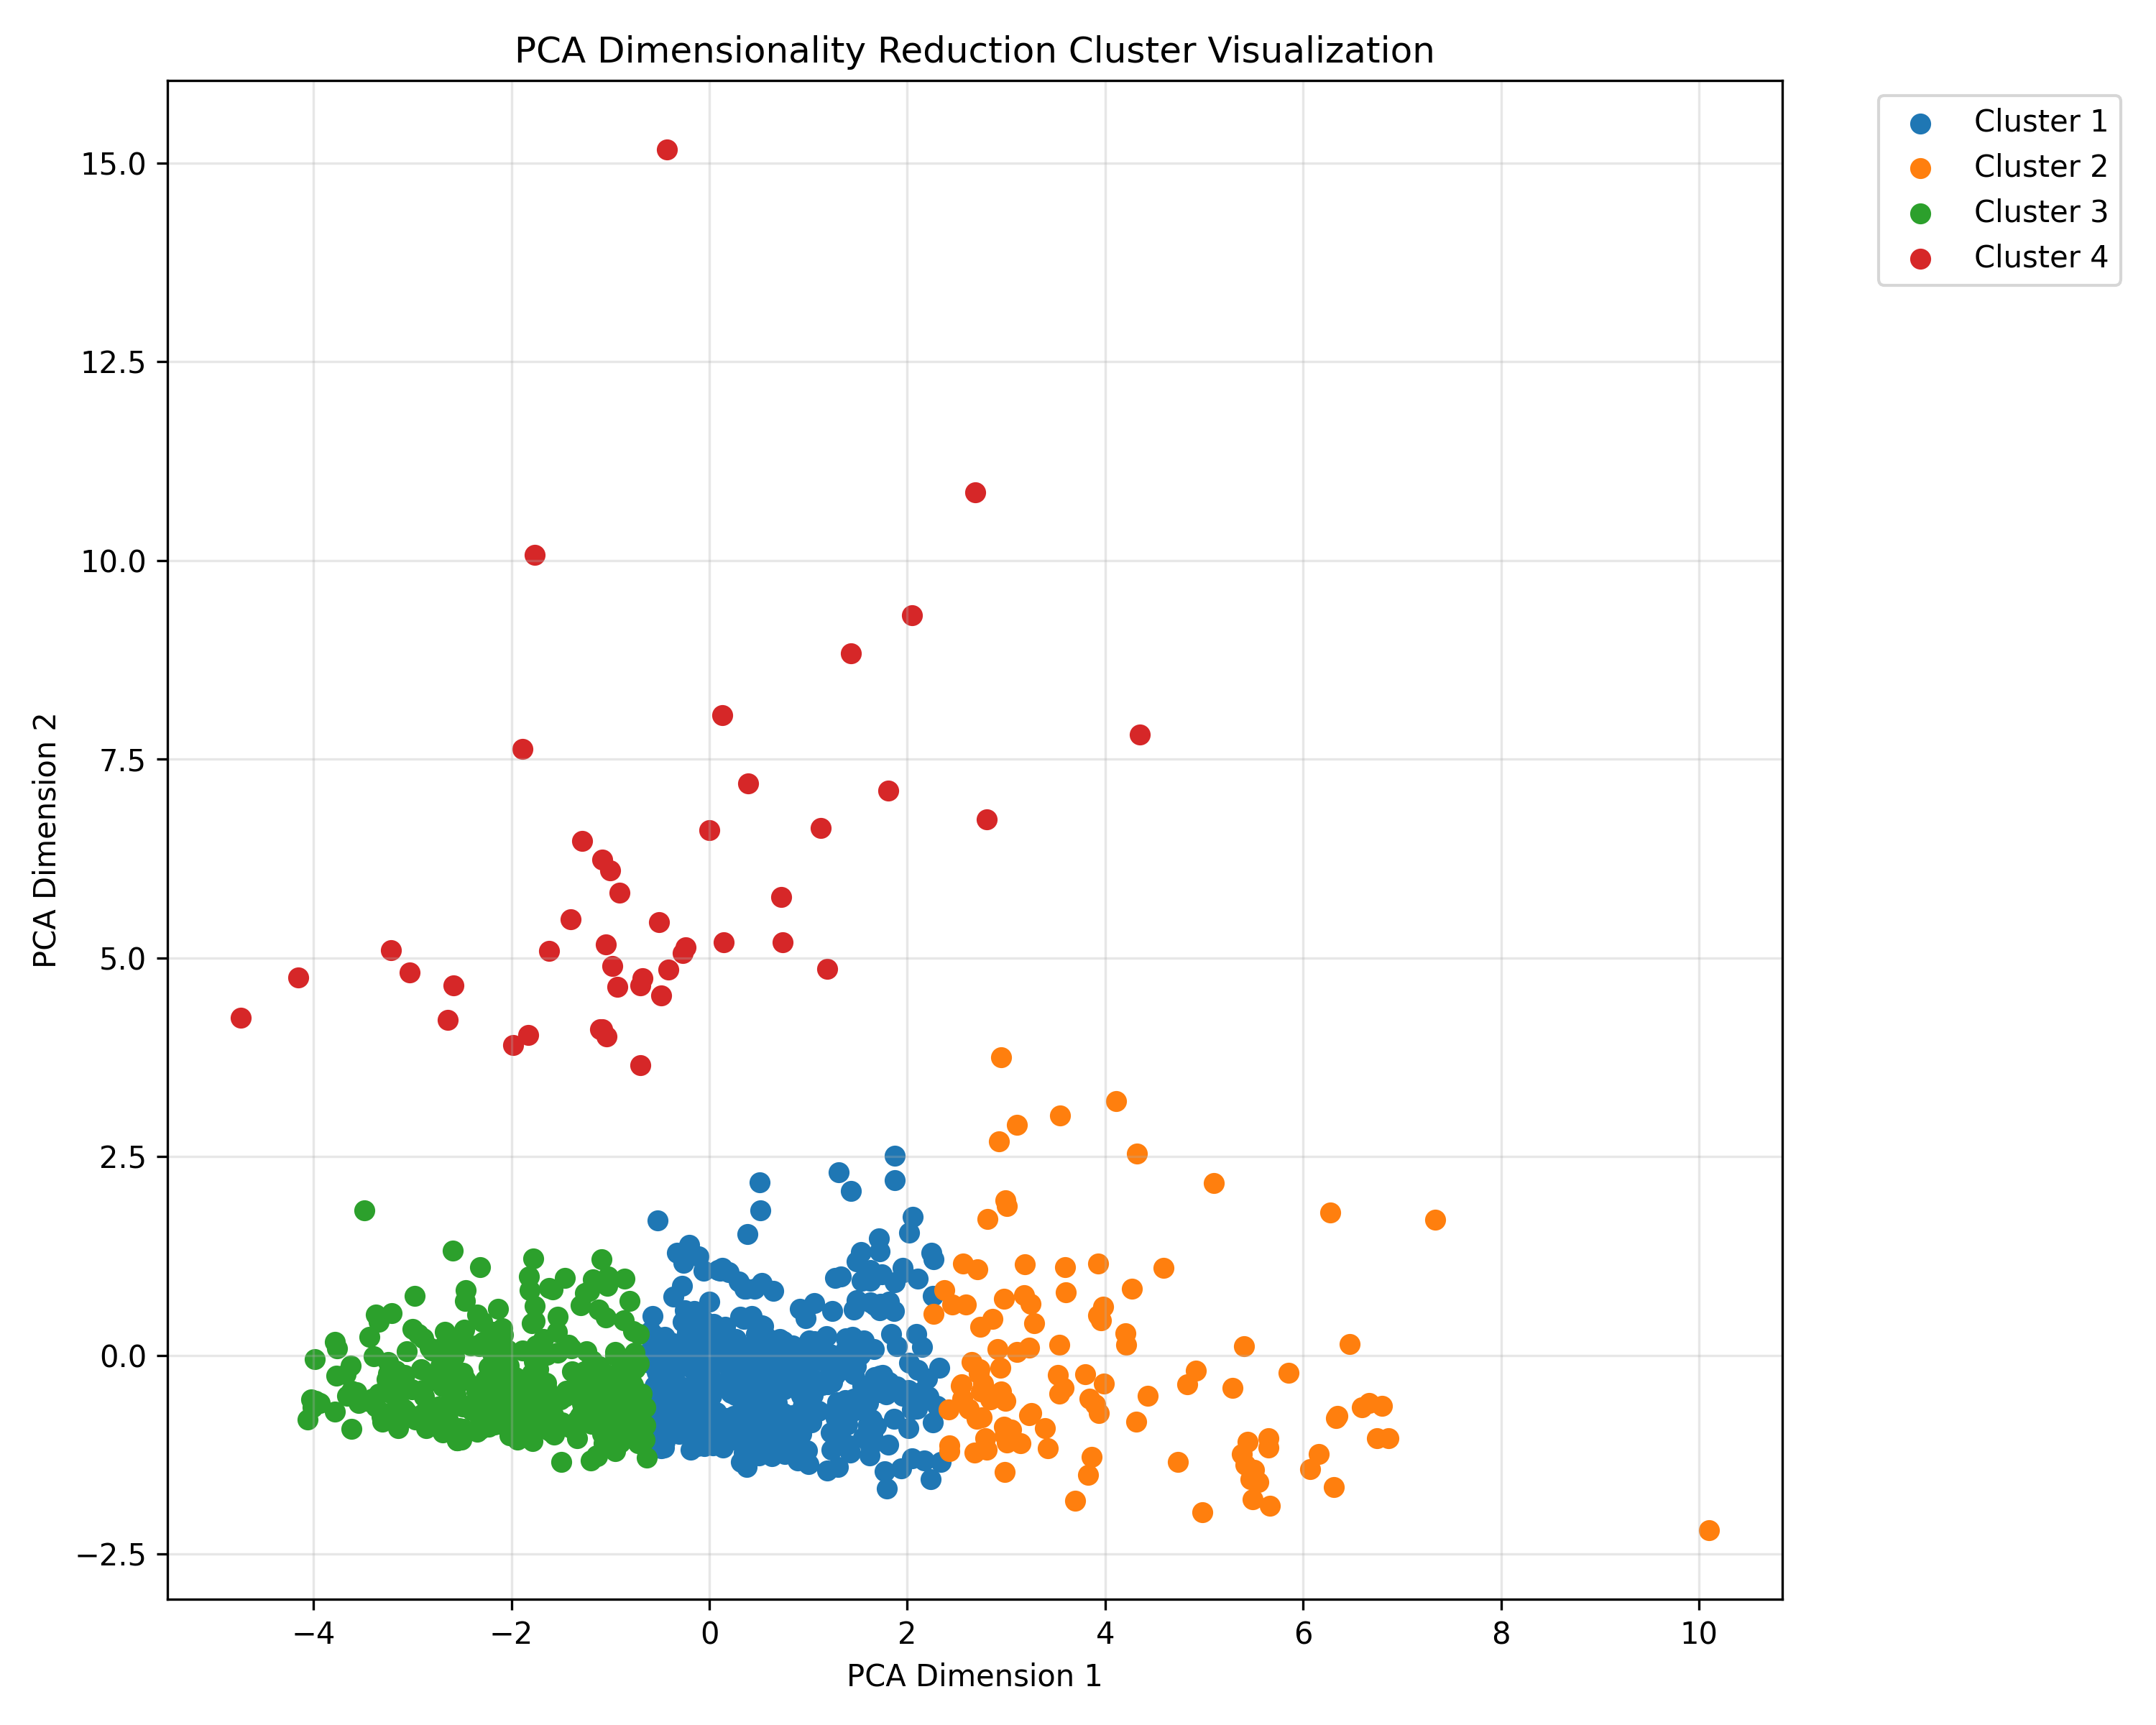 PCA Dimensionality Reduction Cluster Visualization
Cluster 1
Cluster 2
Cluster 3
Cluster 4
15.0
12.5
10.0
7.5
5.0
2.5
0.0
−2.5
PCA Dimension 2
−4
−2
0
2
4
6
8
10
PCA Dimension 1